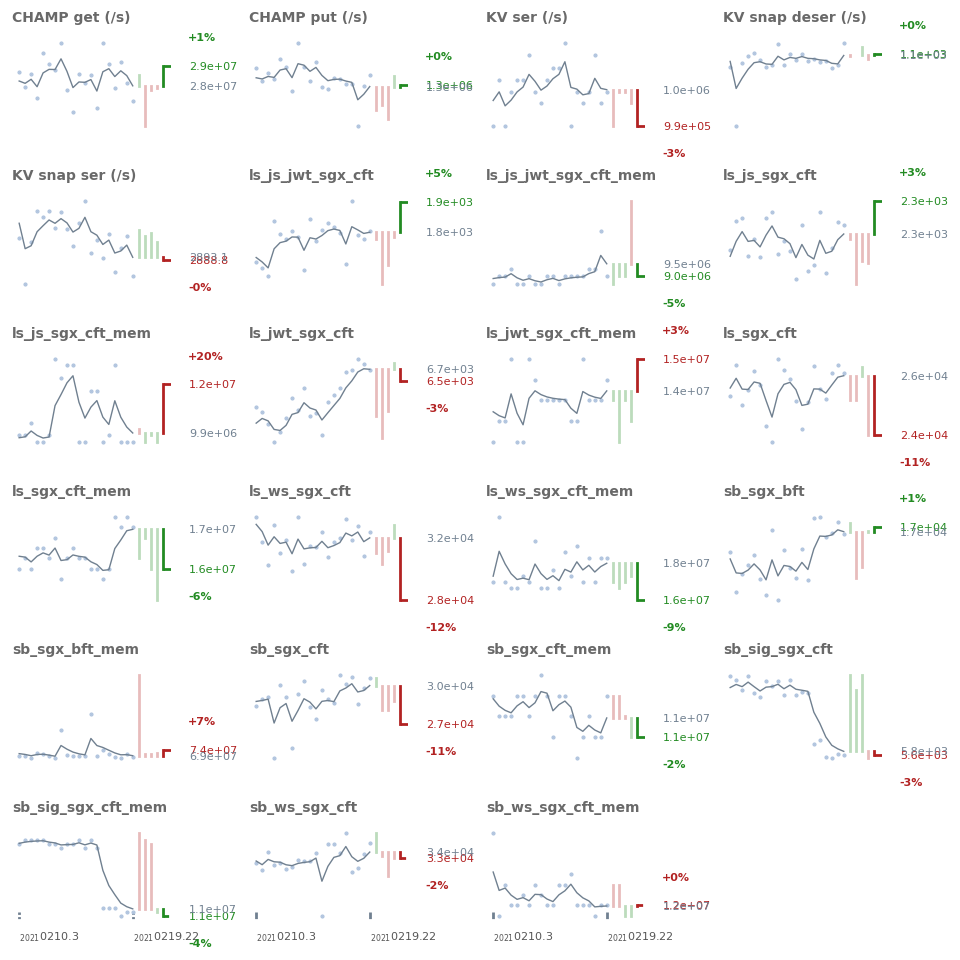 CHAMP get (/s)
+1%
2.9e+07
2.8e+07
CHAMP put (/s)
+0%
1.3e+06
1.3e+06
KV ser (/s)
1.0e+06
9.9e+05
-3%
KV snap deser (/s)
+0%
1.1e+03
1.1e+03
KV snap ser (/s)
2888.8
-0%
ls_js_jwt_sgx_cft
+5%
1.9e+03
1.8e+03
ls_js_jwt_sgx_cft_mem
9.5e+06
9.0e+06
-5%
ls_js_sgx_cft
+3%
2.3e+03
2.3e+03
ls_js_sgx_cft_mem
+20%
1.2e+07
9.9e+06
ls_jwt_sgx_cft
6.7e+03
6.5e+03
-3%
ls_jwt_sgx_cft_mem
+3%
1.5e+07
1.4e+07
ls_sgx_cft
2.6e+04
2.4e+04
-11%
ls_sgx_cft_mem
1.7e+07
1.6e+07
-6%
ls_ws_sgx_cft
3.2e+04
2.8e+04
-12%
ls_ws_sgx_cft_mem
1.8e+07
1.6e+07
-9%
sb_sgx_bft
+1%
1.7e+04
1.7e+04
sb_sgx_bft_mem
+7%
7.4e+07
6.9e+07
sb_sgx_cft
3.0e+04
2.7e+04
-11%
sb_sgx_cft_mem
1.1e+07
1.1e+07
-2%
sb_sig_sgx_cft
5.8e+03
5.6e+03
-3%
sb_sig_sgx_cft_mem
1.1e+07
1.1e+07
-4%
sb_ws_sgx_cft
3.4e+04
3.3e+04
-2%
sb_ws_sgx_cft_mem
+0%
1.2e+07
1.2e+07
2021 0210.3
2021 0219.22
2021 0210.3
2021 0219.22
2021 0210.3
2021 0219.22